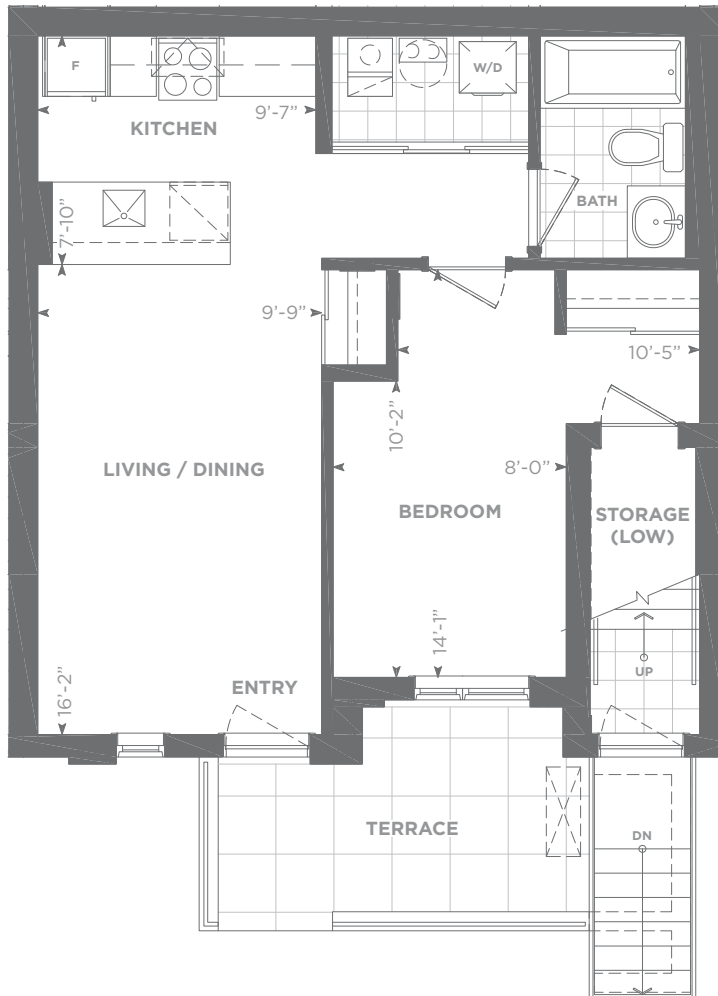 F
W/D
9'-7"
KITCHEN
BATH
7'-10"
9'-9"
10'-5"
10'-2"
LIVING / DINING
8'-0"
BEDROOM
STORAGE
(LOW)
14'-1"
UP
ENTRY
16'-2"
TERRACE
DN